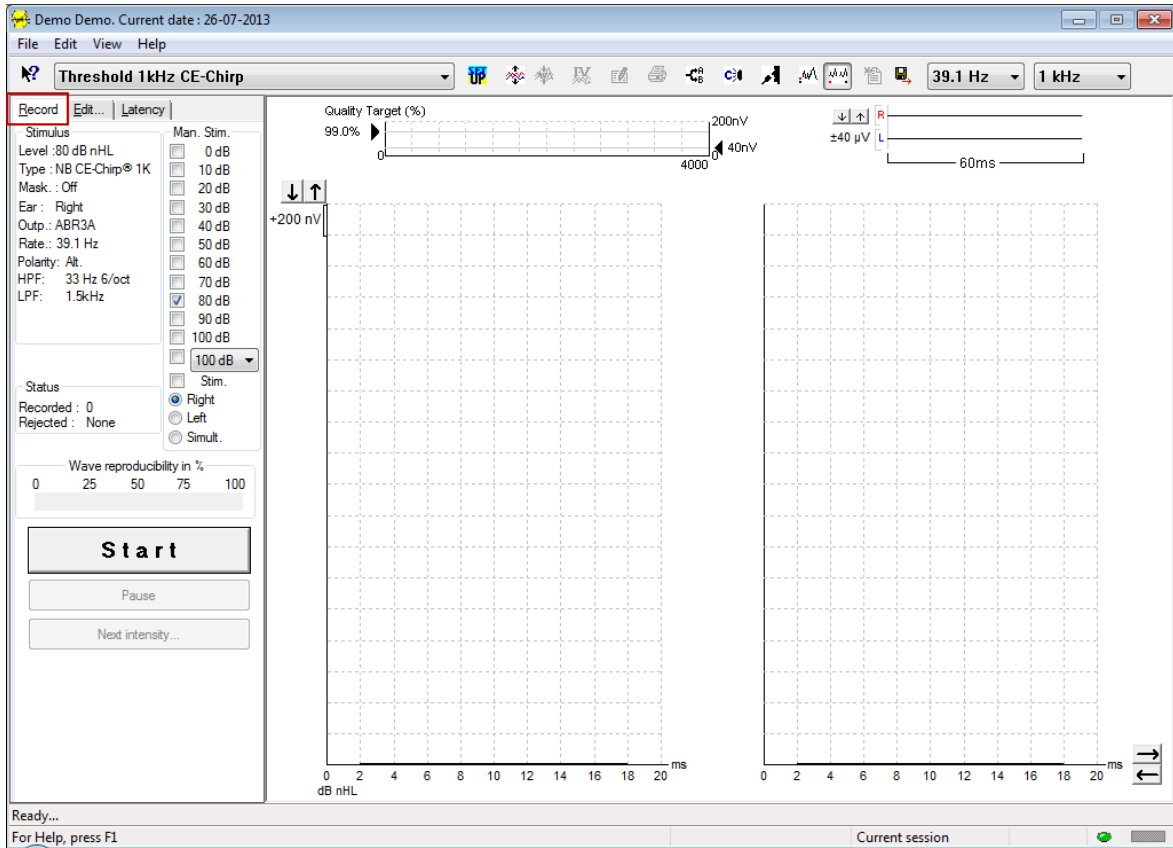 Demo Demo. Current date : 26-07-2013
File Edit View Help
Threshold 1kHz CE-Chirp
39.1 Hz
1 kHz
Record Edit... Latency
Stimulus
Level :80 dB nHL
Type : NB CE-Chirp® 1K
Mask. : Off
Ear : Right
Outp.: ABR3A
Rate.: 39.1 Hz
Polarity: Alt.
HPF: 33 Hz 6/oct
LPF: 1.5kHz
Man. Stim.
0 dB
10 dB
20 dB
30 dB
40 dB
50 dB
60 dB
70 dB
80 dB
90 dB
100 dB
100 dB
Stim.
Right
Left
Simult.
Status
Recorded : 0
Rejected : None
Wave reproducibility in %
0 25 50 75 100
Start
Pause
Next intensity...
Quality Target (%)
99.0%
0
4000
200nV
40nV
0
R
±40 µV L
60ms
+200 nV
0 2 4 6 8 10 12 14 16 18 20 ms
dB nHL
0 2 4 6 8 10 12 14 16 18 20 ms
Ready...
For Help, press F1
Current session